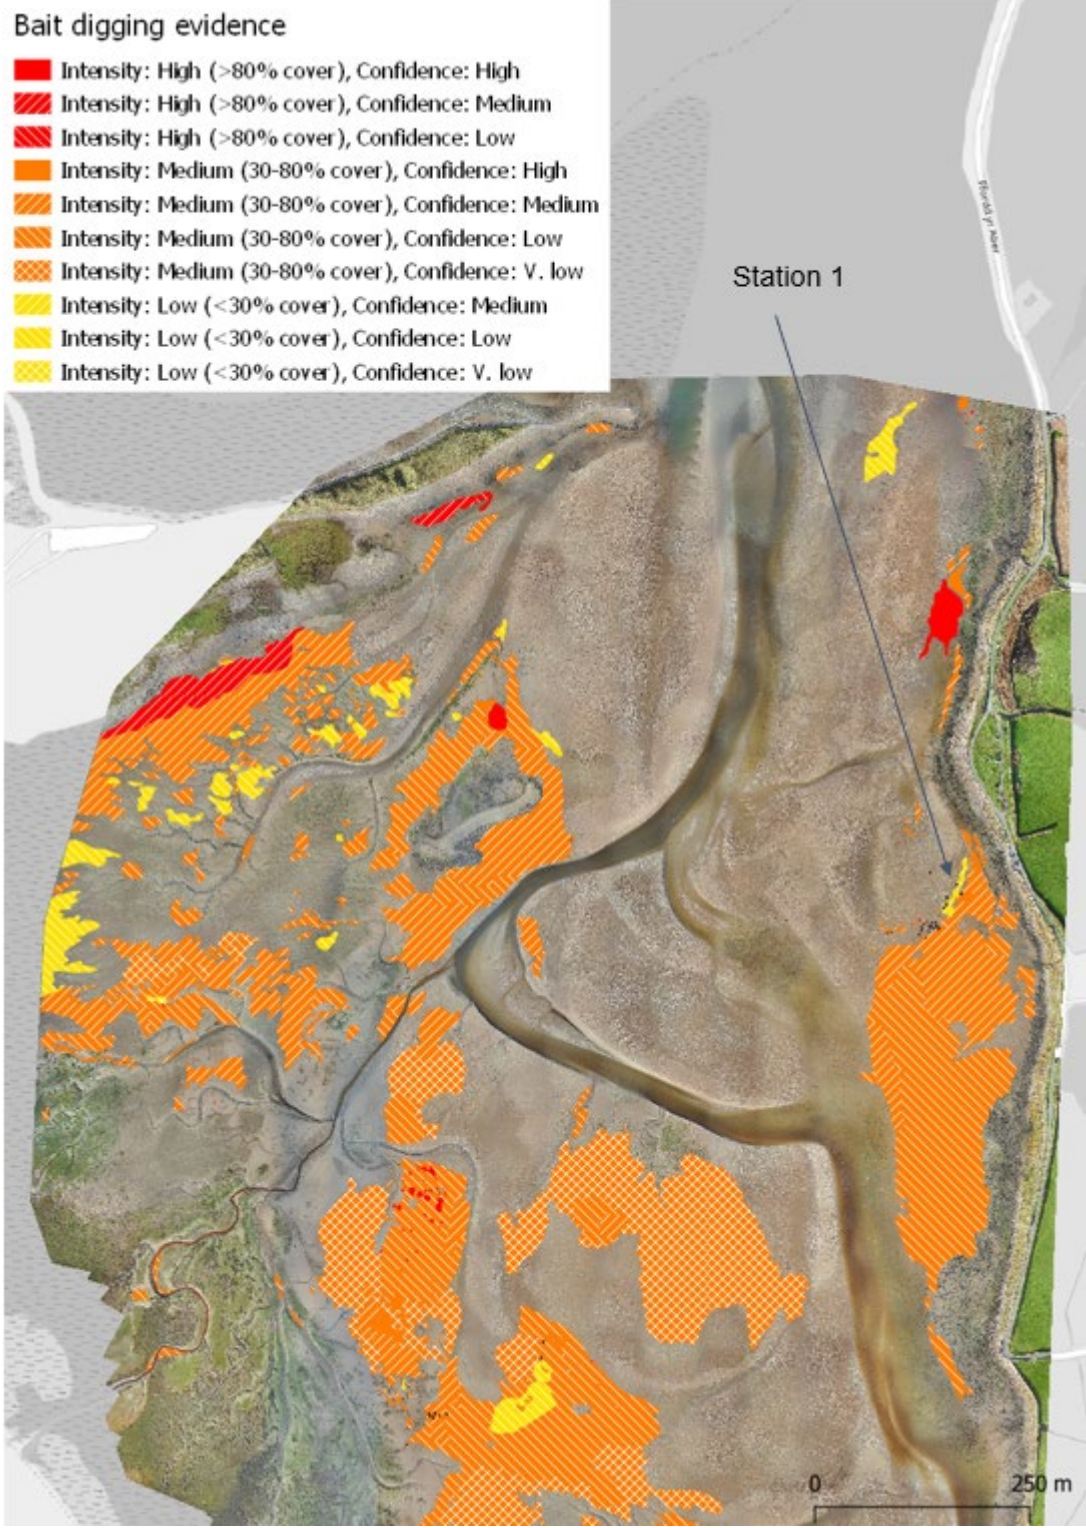 Bait digging evidence
Intensity: High (>80% cover), Confidence: High
Intensity: High (>80% cover), Confidence: Medium
Intensity: High (>80% cover), Confidence: Low
Intensity: Medium (30-80% cover), Confidence: High
Intensity: Medium (30-80% cover), Confidence: Medium
Intensity: Medium (30-80% cover), Confidence: Low
Intensity: Medium (30-80% cover), Confidence: V. low
Intensity: Low (<30% cover), Confidence: Medium
Intensity: Low (<30% cover), Confidence: Low
Intensity: Low (<30% cover), Confidence: V. low
Ffordd yr Aber
Station 1
0 250 m